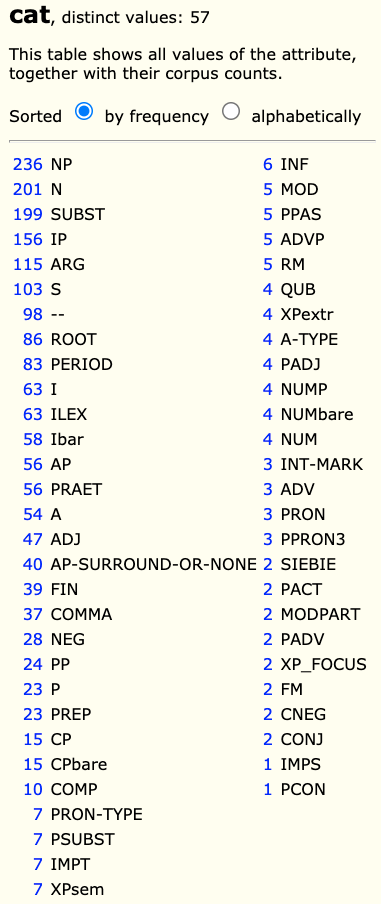 cat, distinct values: 57
This table shows all values of the attribute,
together with their corpus counts.
Sorted by frequency alphabetically
236 NP
201 N
199 SUBST
156 IP
115 ARG
103 S
98 --
86 ROOT
83 PERIOD
63 I
63 ILEX
58 Ibar
56 AP
56 PRAET
54 A
47 ADJ
40 AP-SURROUND-OR-NONE
39 FIN
37 COMMA
28 NEG
24 PP
23 P
23 PREP
15 CP
15 CPbare
10 COMP
7 PRON-TYPE
7 PSUBST
7 IMPT
7 XPsem
6 INF
5 MOD
5 PPAS
5 ADVP
5 RM
4 QUB
4 XPextr
4 A-TYPE
4 PADJ
4 NUMP
4 NUMbare
4 NUM
3 INT-MARK
3 ADV
3 PRON
3 PPRON3
2 SIEBIE
2 PACT
2 MODPART
2 PADV
2 XP_FOCUS
2 FM
2 CNEG
2 CONJ
1 IMPS
1 PCON